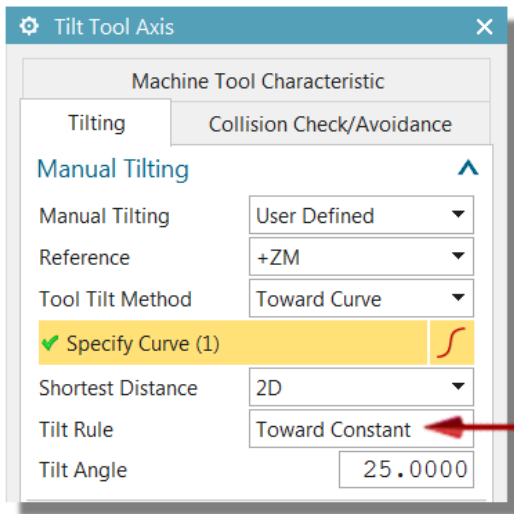 Tilt Tool Axis
Machine Tool Characteristic
Tilting Collision Check/Avoidance
Manual Tilting
Manual Tilting User Defined
Reference +ZM
Tool Tilt Method Toward Curve
Specify Curve (1)
Shortest Distance 2D
Tilt Rule Toward Constant
Tilt Angle 25.0000